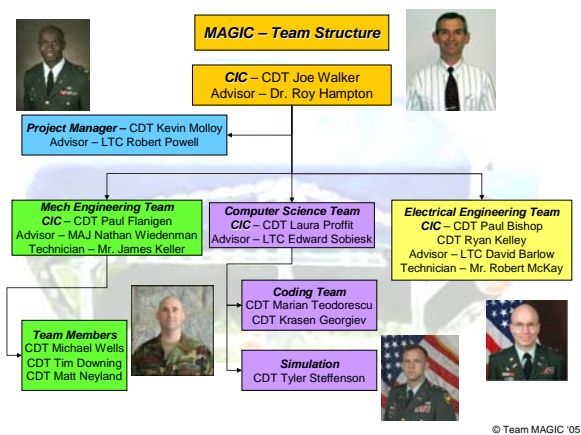 MAGIC – Team Structure
CIC – CDT Joe Walker
Advisor – Dr. Roy Hampton
Project Manager – CDT Kevin Molloy
Advisor – LTC Robert Powell
Mech Engineering Team
CIC – CDT Paul Flanigen
Advisor – MAJ Nathan Wiedenman
Technician – Mr. James Keller
Computer Science Team
CIC – CDT Laura Proffit
Advisor – LTC Edward Sobiesk
Electrical Engineering Team
CIC – CDT Paul Bishop
CDT Ryan Kelley
Advisor – LTC David Barlow
Technician – Mr. Robert McKay
Team Members
CDT Michael Wells
CDT Tim Downing
CDT Matt Neyland
Coding Team
CDT Marian Teodorescu
CDT Krasen Georgiev
Simulation
CDT Tyler Steffenson
© Team MAGIC '05